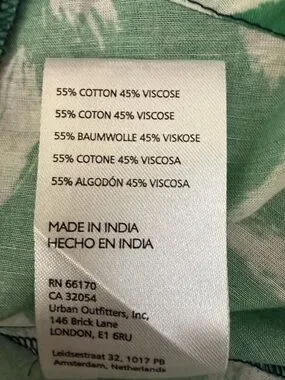 55% COTTON 45% VISCOSE
55% COTON 45% VISCOSE
55% BAUMWOLLE 45% VISKOSE
55% COTONE 45% VISCOSA
55% ALGODÓN 45% VISCOSA
MADE IN INDIA
HECHO EN INDIA
RN 66170
CA 32054
Urban Outfitters, Inc,
146 Brick Lane
LONDON, E1 6RU
Leidsestraat 32, 1017 PB
Amsterdam, Netherlands